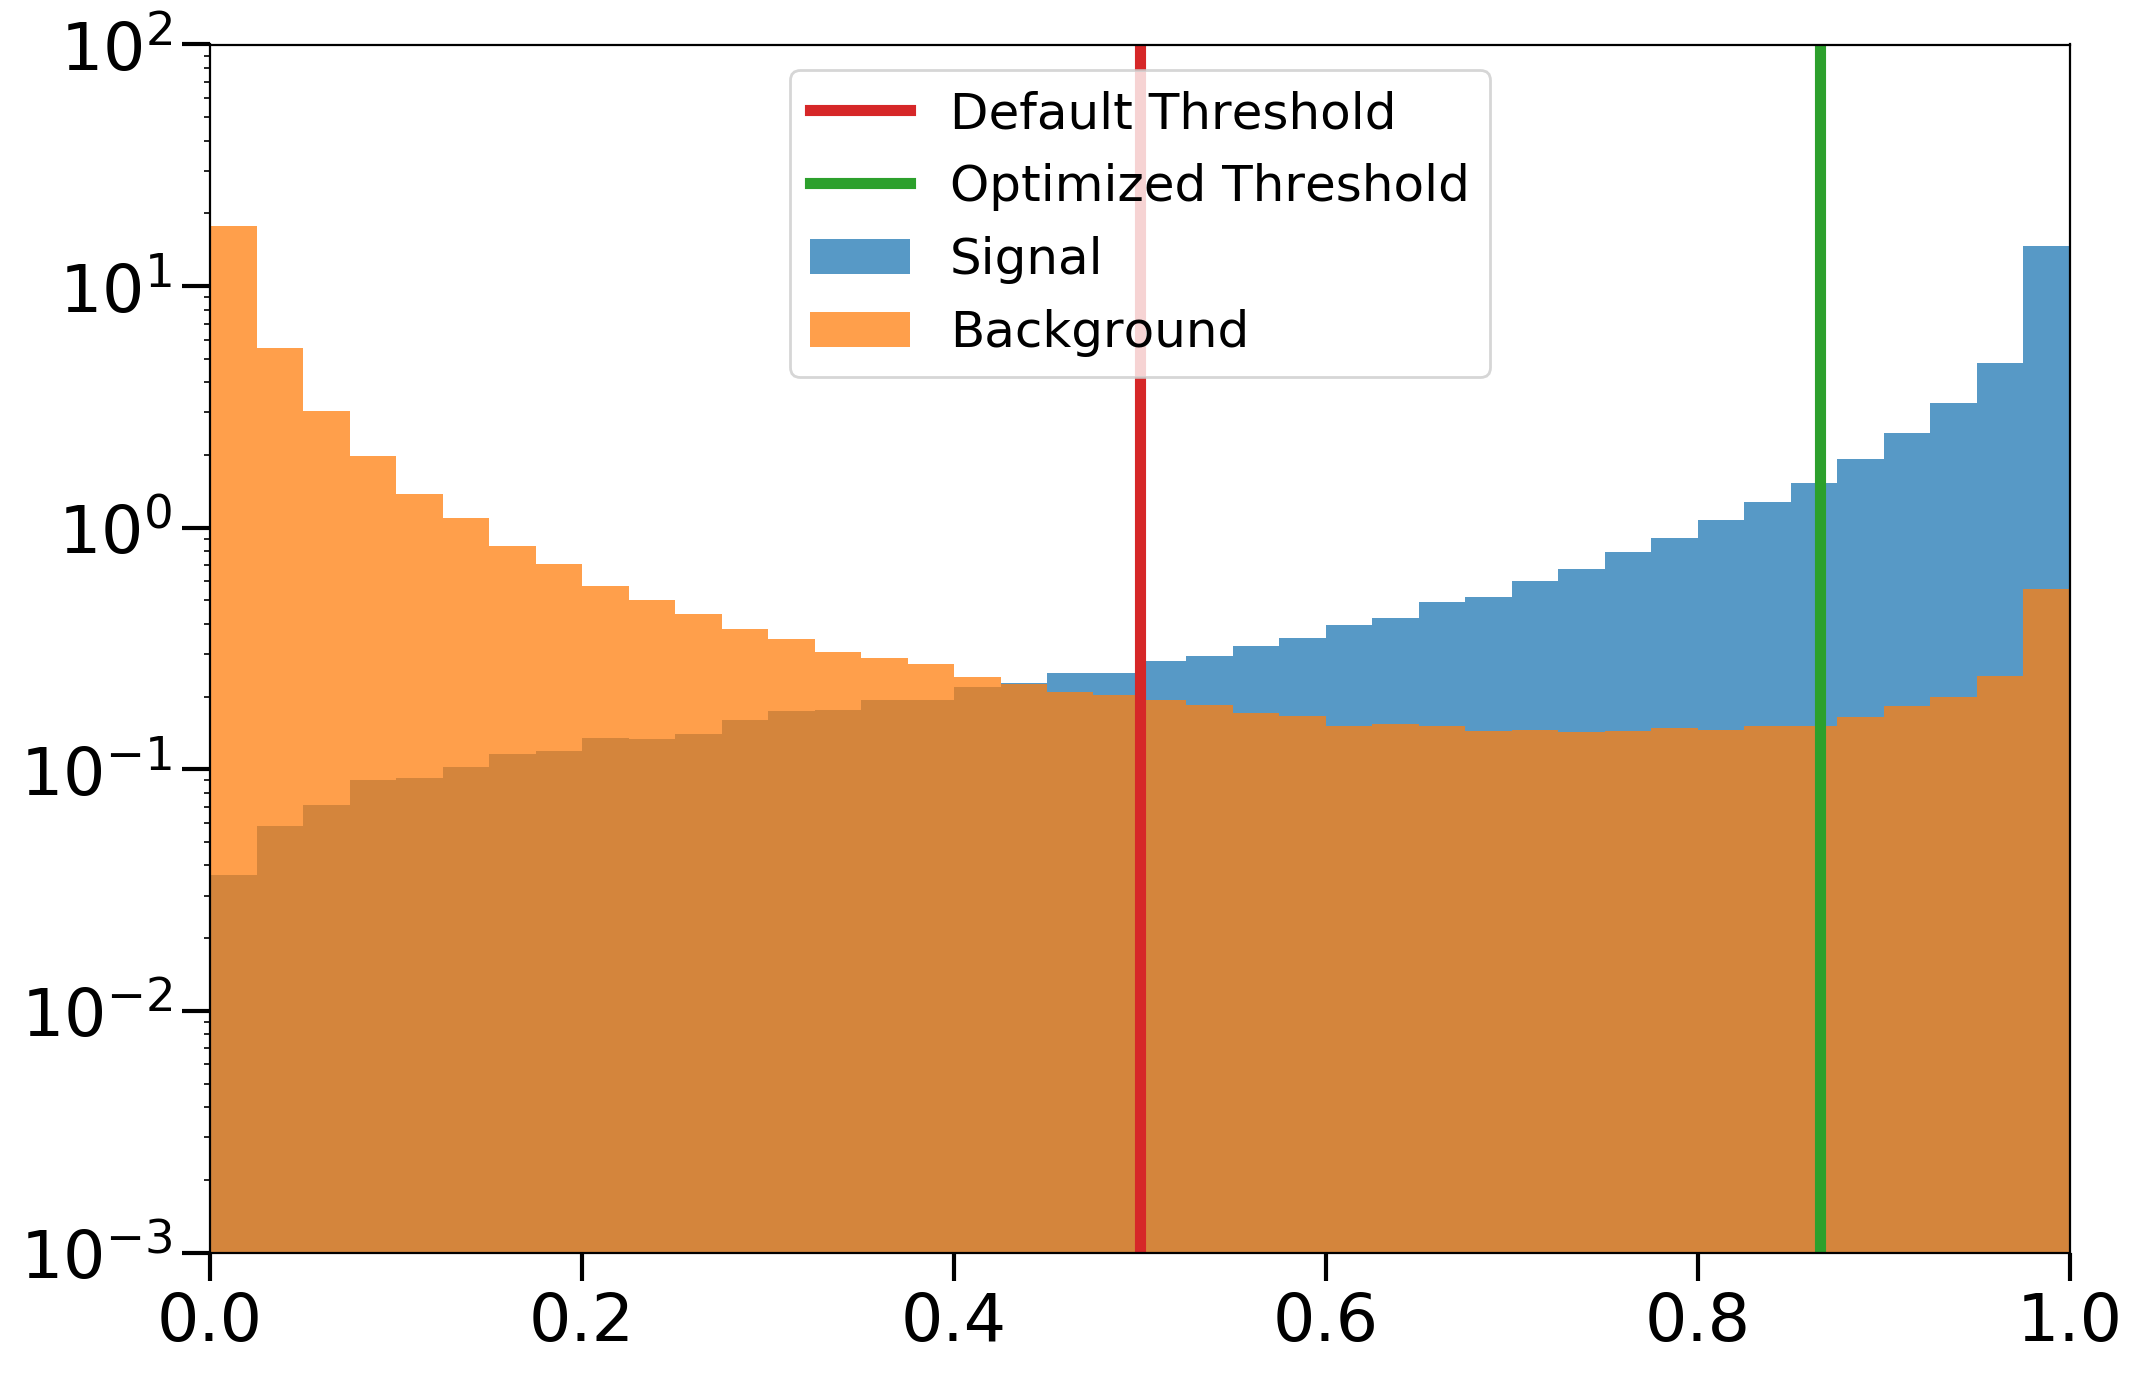 10²
10¹
10⁰
10⁻¹
10⁻²
10⁻³
Default Threshold
Optimized Threshold
Signal
Background
0.0 0.2 0.4 0.6 0.8 1.0